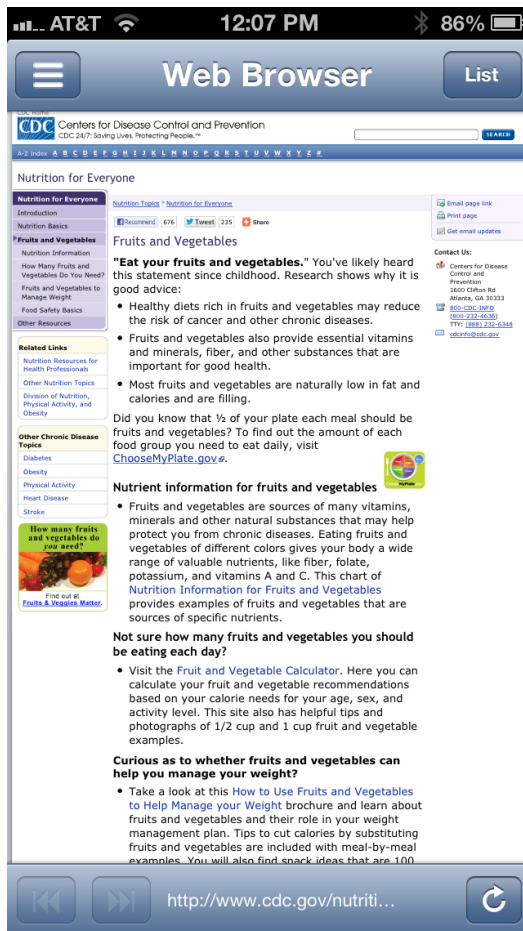 AT&T 12:07 PM 86%
Web Browser
List
CDC Home
CDC Centers for Disease Control and Prevention
CDC 24/7: Saving Lives. Protecting People.™
SEARCH
A-Z Index A B C D E F G H I J K L M N O P Q R S T U V W X Y Z #
Nutrition for Everyone
Nutrition for Everyone
Introduction
Nutrition Basics
Fruits and Vegetables
Nutrition Information
How Many Fruits and
Vegetables Do You Need?
Fruits and Vegetables to
Manage Weight
Food Safety Basics
Other Resources
Related Links
Nutrition Resources for
Health Professionals
Other Nutrition Topics
Division of Nutrition,
Physical Activity, and
Obesity
Other Chronic Disease
Topics
Diabetes
Obesity
Physical Activity
Heart Disease
Stroke
How many fruits
and vegetables do
you need?
Find out at
Fruits & Veggies Matter.
Nutrition Topics > Nutrition for Everyone
Recommend 676 Tweet 235 Share
Fruits and Vegetables
"Eat your fruits and vegetables." You've likely heard
this statement since childhood. Research shows why it is
good advice:
• Healthy diets rich in fruits and vegetables may reduce
the risk of cancer and other chronic diseases.
• Fruits and vegetables also provide essential vitamins
and minerals, fiber, and other substances that are
important for good health.
• Most fruits and vegetables are naturally low in fat and
calories and are filling.
Did you know that ½ of your plate each meal should be
fruits and vegetables? To find out the amount of each
food group you need to eat daily, visit
ChooseMyPlate.gov.
MyPlate
Nutrient information for fruits and vegetables
• Fruits and vegetables are sources of many vitamins,
minerals and other natural substances that may help
protect you from chronic diseases. Eating fruits and
vegetables of different colors gives your body a wide
range of valuable nutrients, like fiber, folate,
potassium, and vitamins A and C. This chart of
Nutrition Information for Fruits and Vegetables
provides examples of fruits and vegetables that are
sources of specific nutrients.
Not sure how many fruits and vegetables you should
be eating each day?
• Visit the Fruit and Vegetable Calculator. Here you can
calculate your fruit and vegetable recommendations
based on your calorie needs for your age, sex, and
activity level. This site also has helpful tips and
photographs of 1/2 cup and 1 cup fruit and vegetable
examples.
Curious as to whether fruits and vegetables can
help you manage your weight?
• Take a look at this How to Use Fruits and Vegetables
to Help Manage your Weight brochure and learn about
fruits and vegetables and their role in your weight
management plan. Tips to cut calories by substituting
fruits and vegetables are included with meal-by-meal
examples. You will also find snack ideas that are 100
Email page link
Print page
Get email updates
Contact Us:
Centers for Disease
Control and
Prevention
1600 Clifton Rd
Atlanta, GA 30333
800-CDC-INFO
(800-232-4636)
TTY: (888) 232-6348
cdcinfo@cdc.gov
http://www.cdc.gov/nutriti...